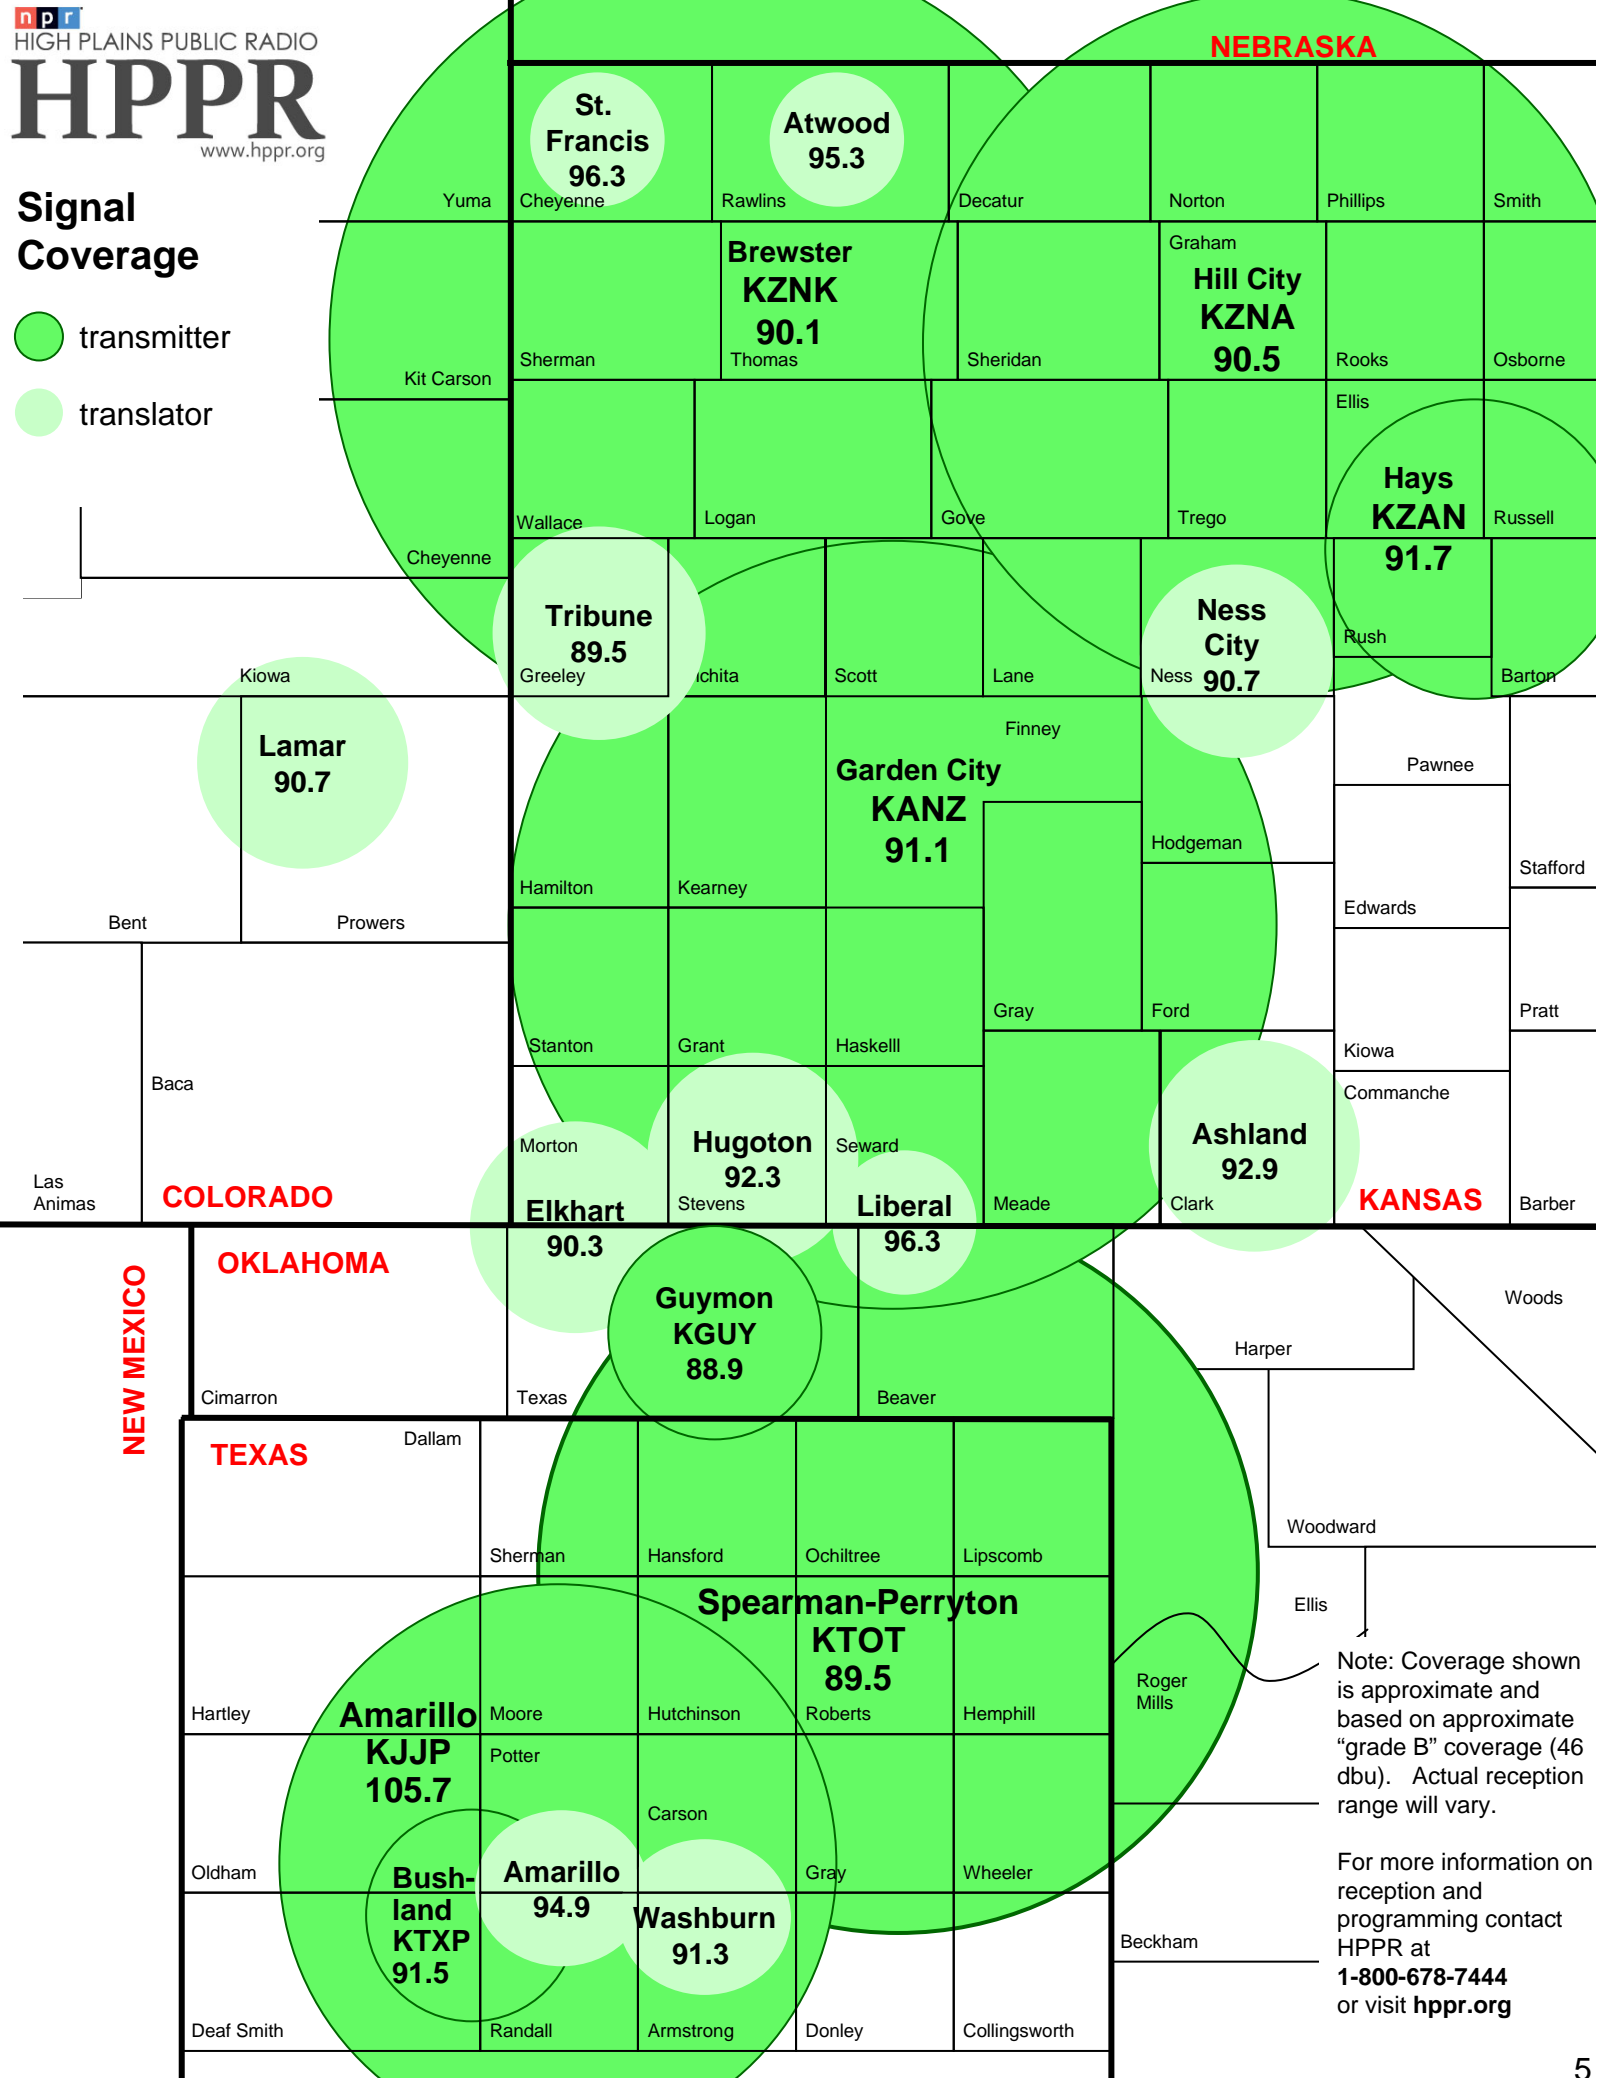 npr
HIGH PLAINS PUBLIC RADIO
HPPR
www.hppr.org
Signal
Coverage
transmitter
translator
NEBRASKA
St.
Francis
96.3
Atwood
95.3
Yuma
Cheyenne
Rawlins
Decatur
Norton
Phillips
Smith
Brewster
KZNK
90.1
Graham
Hill City
KZNA
90.5
Kit Carson
Sherman
Thomas
Sheridan
Rooks
Osborne
Ellis
Hays
KZAN
91.7
Cheyenne
Wallace
Logan
Gove
Trego
Russell
Tribune
89.5
Ness
City
90.7
Rush
Kiowa
Greeley
ichita
Scott
Lane
Ness
Barton
Lamar
90.7
Finney
Garden City
KANZ
91.1
Pawnee
Hodgeman
Stafford
Hamilton
Kearney
Edwards
Bent
Prowers
Gray
Ford
Pratt
Stanton
Grant
Haskelll
Kiowa
Baca
Commanche
Morton
Hugoton
92.3
Seward
Ashland
92.9
Las
Animas
COLORADO
Elkhart
90.3
Stevens
Liberal
96.3
Meade
Clark
KANSAS
Barber
NEW MEXICO
OKLAHOMA
Guymon
KGUY
88.9
Woods
Harper
Cimarron
Texas
Beaver
TEXAS
Dallam
Woodward
Sherman
Hansford
Ochiltree
Lipscomb
Spearman-Perryton
KTOT
89.5
Ellis
Roger
Mills
Hartley
Amarillo
KJJP
105.7
Moore
Hutchinson
Roberts
Hemphill
Potter
Carson
Oldham
Bush-
land
KTXP
91.5
Amarillo
94.9
Washburn
91.3
Gray
Wheeler
Beckham
Deaf Smith
Randall
Armstrong
Donley
Collingsworth
Note: Coverage shown
is approximate and
based on approximate
“grade B” coverage (46
dbu). Actual reception
range will vary.
For more information on
reception and
programming contact
HPPR at
1-800-678-7444
or visit hppr.org
5